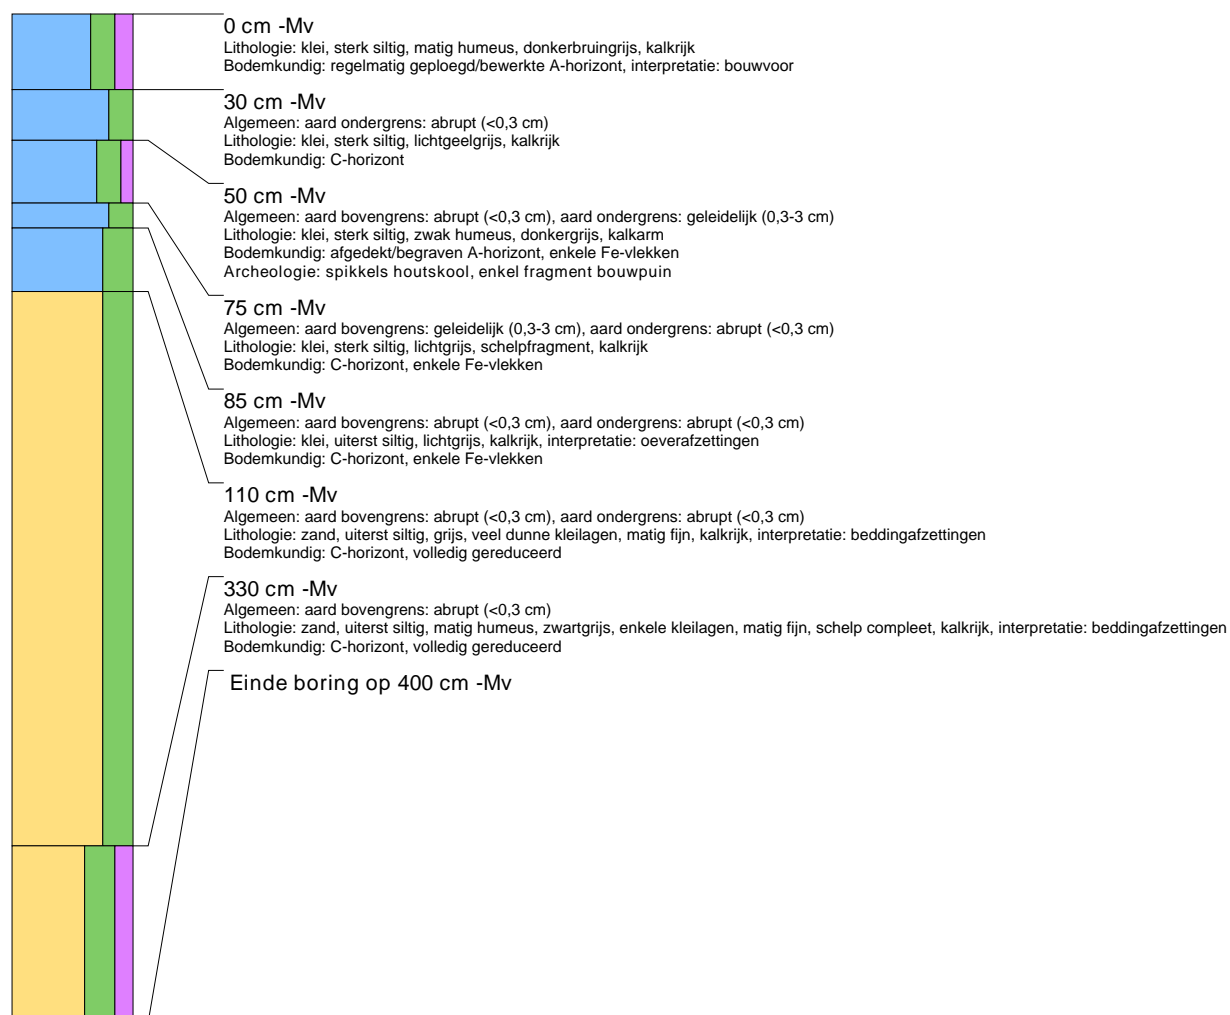 0 cm -Mv
Lithologie: klei, sterk siltig, matig humeus, donkerbruingrijs, kalkrijk
Bodemkundig: regelmatig geploegd/bewerkte A-horizont, interpretatie: bouwvoor
30 cm -Mv
Algemeen: aard ondergrens: abrupt (<0,3 cm)
Lithologie: klei, sterk siltig, lichtgeelgrijs, kalkrijk
Bodemkundig: C-horizont
50 cm -Mv
Algemeen: aard bovengrens: abrupt (<0,3 cm), aard ondergrens: geleidelijk (0,3-3 cm)
Lithologie: klei, sterk siltig, zwak humeus, donkergrijs, kalkarm
Bodemkundig: afgedekt/begraven A-horizont, enkele Fe-vlekken
Archeologie: spikkels houtskool, enkel fragment bouwpuin
75 cm -Mv
Algemeen: aard bovengrens: geleidelijk (0,3-3 cm), aard ondergrens: abrupt (<0,3 cm)
Lithologie: klei, sterk siltig, lichtgrijs, schelpfragment, kalkrijk
Bodemkundig: C-horizont, enkele Fe-vlekken
85 cm -Mv
Algemeen: aard bovengrens: abrupt (<0,3 cm), aard ondergrens: abrupt (<0,3 cm)
Lithologie: klei, uiterst siltig, lichtgrijs, kalkrijk, interpretatie: oeverafzettingen
Bodemkundig: C-horizont, enkele Fe-vlekken
110 cm -Mv
Algemeen: aard bovengrens: abrupt (<0,3 cm), aard ondergrens: abrupt (<0,3 cm)
Lithologie: zand, uiterst siltig, grijs, veel dunne kleilagen, matig fijn, kalkrijk, interpretatie: beddingafzettingen
Bodemkundig: C-horizont, volledig gereduceerd
330 cm -Mv
Algemeen: aard bovengrens: abrupt (<0,3 cm)
Lithologie: zand, uiterst siltig, matig humeus, zwartgrijs, enkele kleilagen, matig fijn, schelp compleet, kalkrijk, interpretatie: beddingafzettingen
Bodemkundig: C-horizont, volledig gereduceerd
Einde boring op 400 cm -Mv